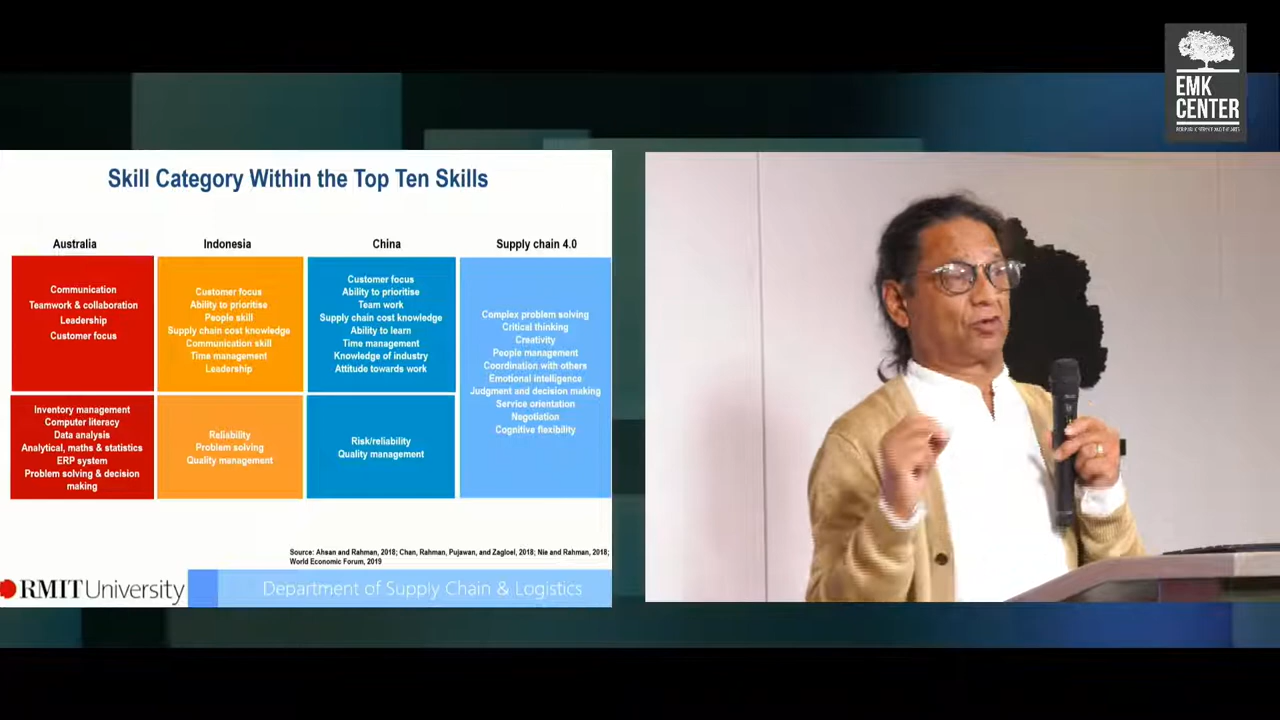 EMK
CENTER
FOR PUBLIC SERVICE AND THE ARTS
Skill Category Within the Top Ten Skills
Australia
Communication
Teamwork & collaboration
Leadership
Customer focus
Inventory management
Computer literacy
Data analysis
Analytical, maths & statistics
ERP system
Problem solving & decision
making
Indonesia
Customer focus
Ability to prioritise
People skill
Supply chain cost knowledge
Communication skill
Time management
Leadership
Reliability
Problem solving
Quality management
China
Customer focus
Ability to prioritise
Team work
Supply chain cost knowledge
Ability to learn
Time management
Knowledge of industry
Attitude towards work
Risk/reliability
Quality management
Supply chain 4.0
Complex problem solving
Critical thinking
Creativity
People management
Coordination with others
Emotional intelligence
Judgment and decision making
Service orientation
Negotiation
Cognitive flexibility
Source: Ahsan and Rahman, 2018; Chan, Rahman, Pujawan, and Zagloel, 2018; Nie and Rahman, 2018;
World Economic Forum, 2019
RMIT University
Department of Supply Chain & Logistics